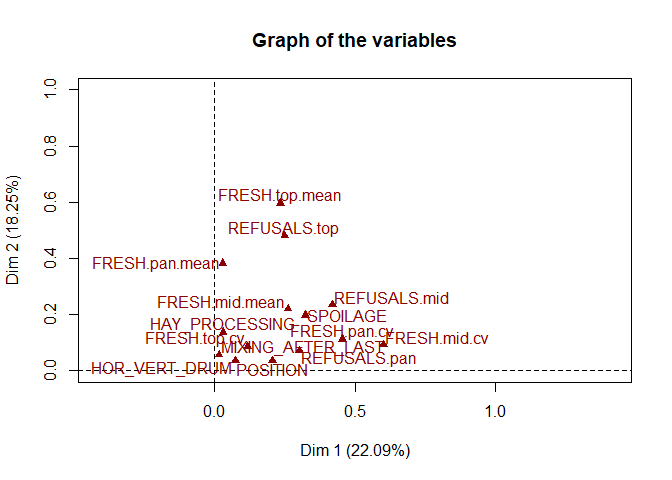 Graph of the variables
1.0
0.8
0.6
0.4
0.2
0.0
Dim 2 (18.25%)
FRESH.top.mean
REFUSALS.top
FRESH.pan.mean
FRESH.mid.mean
REFUSALS.mid
SPOILAGE
HAY_PROCESSING
FRESH.pan.cv
FRESH.top.cv
FRESH.mid.cv
MIXING_AFTER_LAST
REFUSALS.pan
HOR_VERT_DRUM
POSITION
0.0
0.5
1.0
Dim 1 (22.09%)